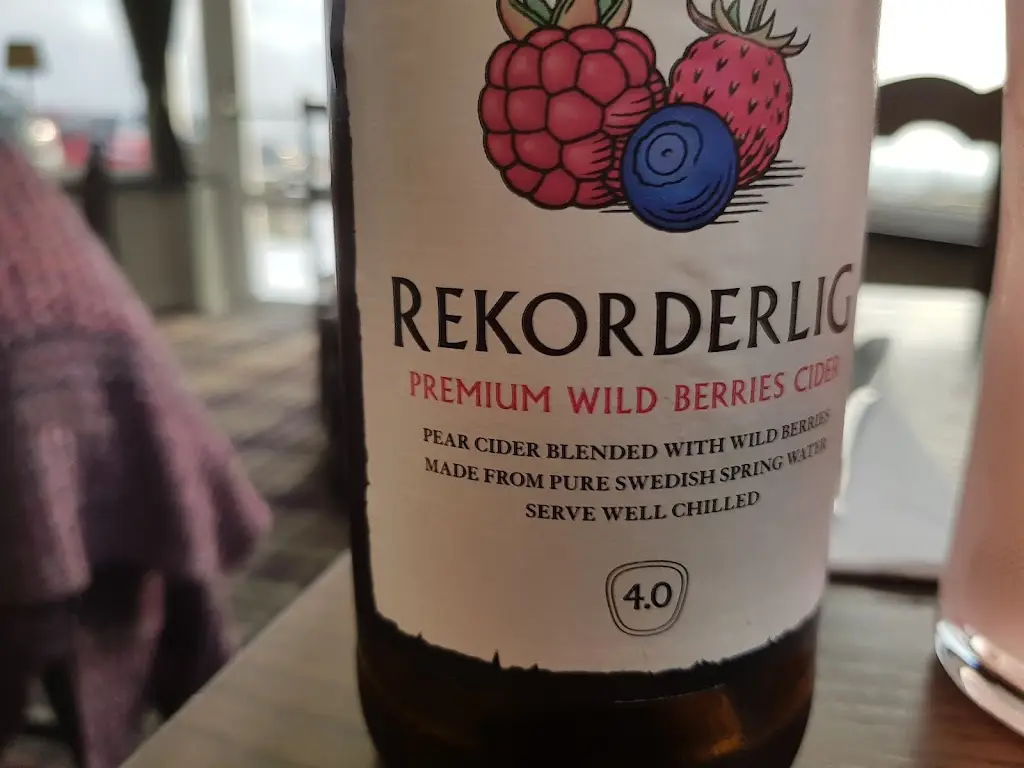 REKORDERLIG
PREMIUM WILD BERRIES CIDER
PEAR CIDER BLENDED WITH WILD BERRIES
MADE FROM PURE SWEDISH SPRING WATER
SERVE WELL CHILLED
4.0